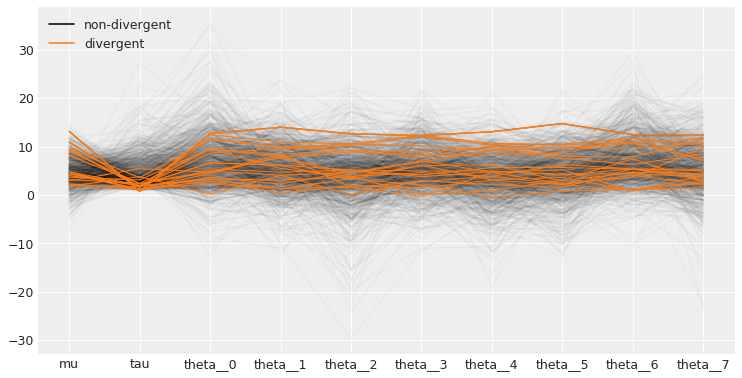 non-divergent
divergent
30
20
10
0
−10
−20
−30
mu tau theta__0 theta__1 theta__2 theta__3 theta__4 theta__5 theta__6 theta__7